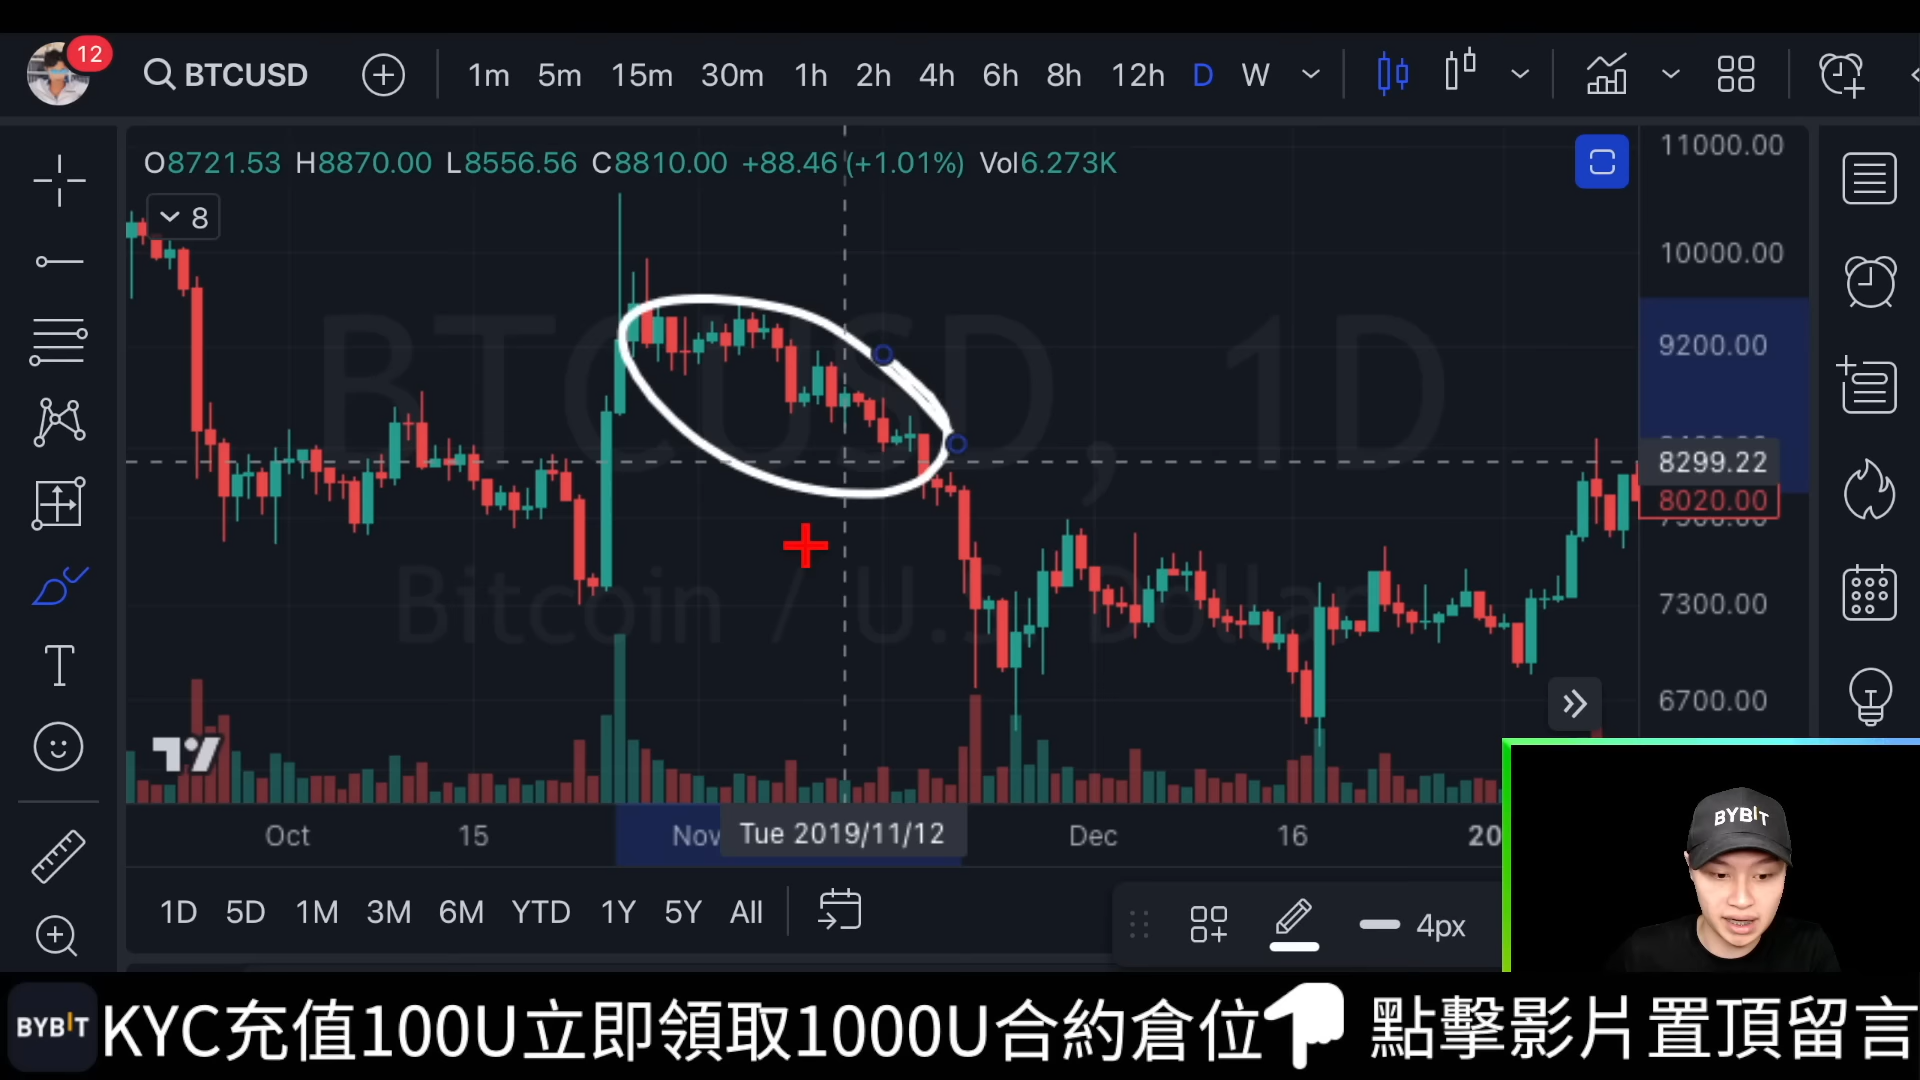 12
BTCUSD
1m 5m 15m 30m 1h 2h 4h 6h 8h 12h D W
O8721.53 H8870.00 L8556.56 C8810.00 +88.46 (+1.01%) Vol6.273K
8
BTCUSD, 1D
Bitcoin / U.S. Dollar
11000.00
10000.00
9200.00
8299.22
8020.00
7300.00
6700.00
Oct 15 Nov Tue 2019/11/12 Dec 16 20
1D 5D 1M 3M 6M YTD 1Y 5Y All
4px
BYBIT
BYBIT KYC充值100U立即領取1000U合約倉位 點擊影片置頂留言